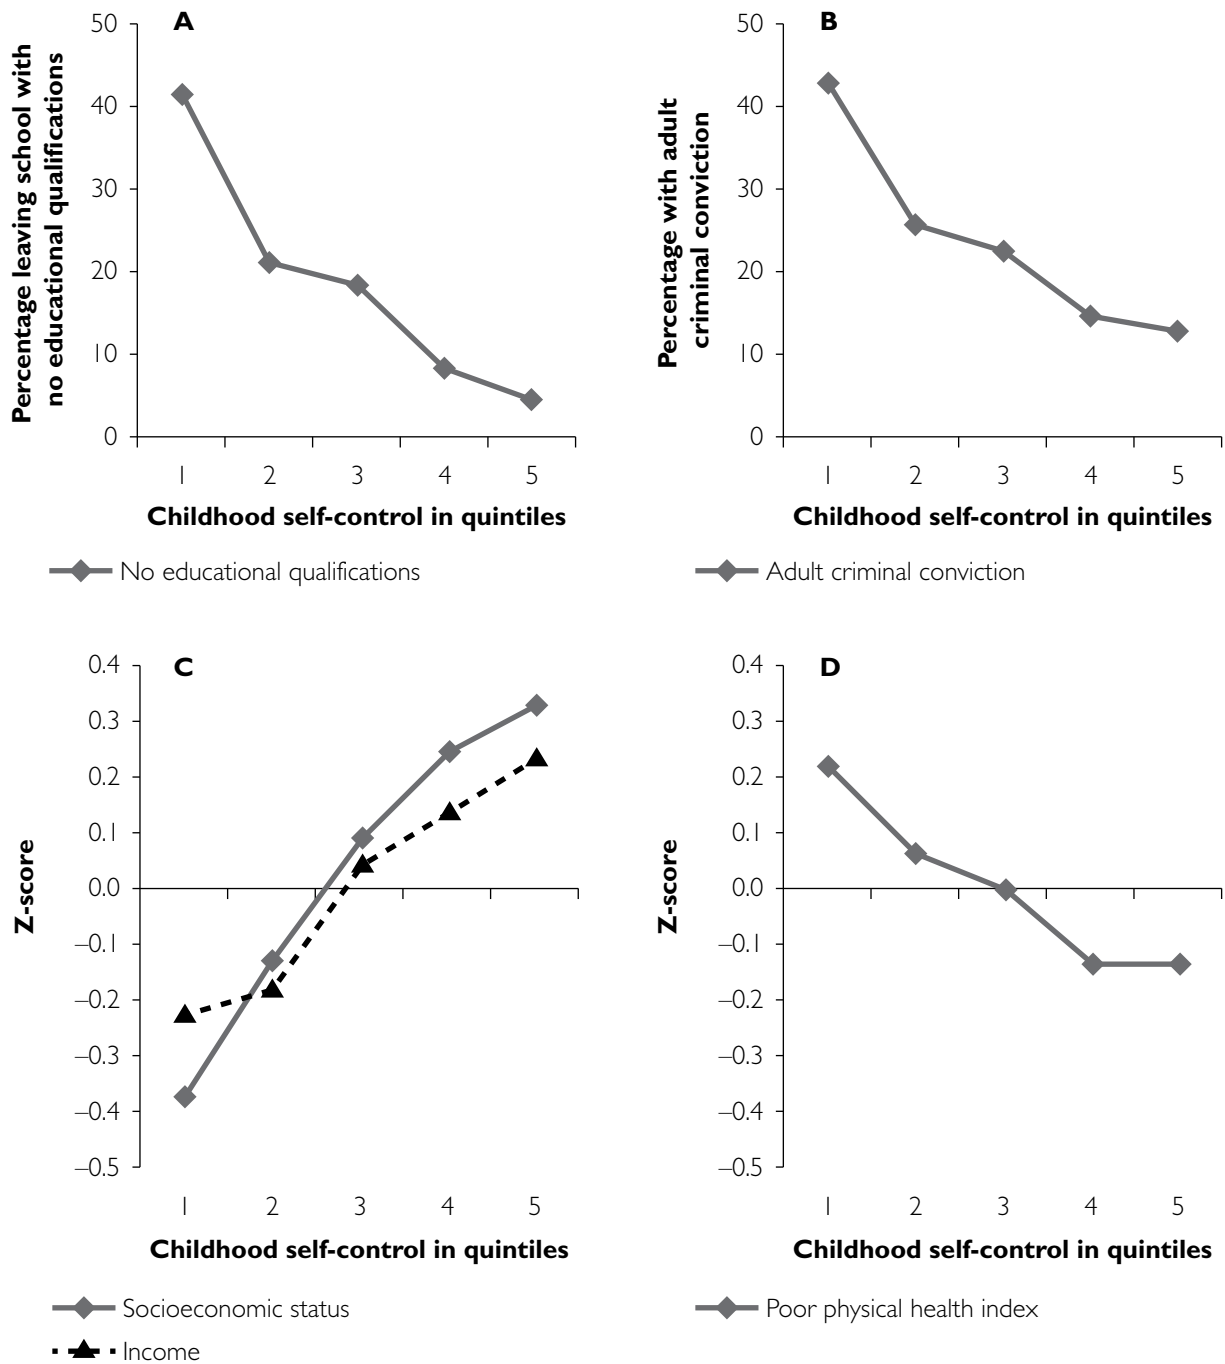 A
Percentage leaving school with
no educational qualifications
50
40
30
20
10
0
1 2 3 4 5
Childhood self-control in quintiles
No educational qualifications
B
Percentage with adult
criminal conviction
50
40
30
20
10
0
1 2 3 4 5
Childhood self-control in quintiles
Adult criminal conviction
C
Z-score
0.4
0.3
0.2
0.1
0.0
–0.1
–0.2
–0.3
–0.4
–0.5
1 2 3 4 5
Childhood self-control in quintiles
Socioeconomic status
Income
D
Z-score
0.4
0.3
0.2
0.1
0.0
–0.1
–0.2
–0.3
–0.4
–0.5
1 2 3 4 5
Childhood self-control in quintiles
Poor physical health index